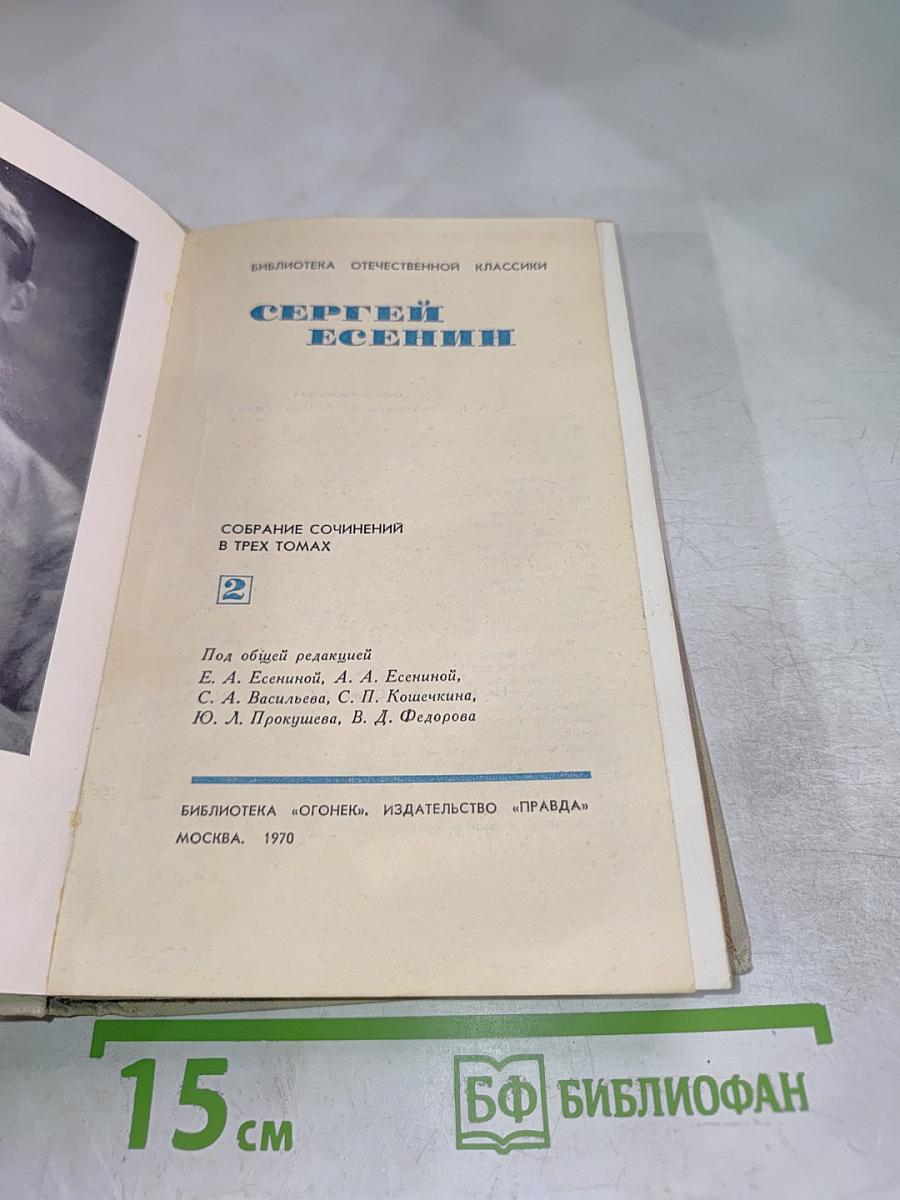 БИБЛИОТЕКА ОТЕЧЕСТВЕННОЙ КЛАССИКИ
СЕРГЕЙ
ЕСЕНИН
СОБРАНИЕ СОЧИНЕНИЙ
В ТРЕХ ТОМАХ
2
Под общей редакцией
Е. А. Есениной, А. А. Есениной,
С. А. Васильева, С. П. Кошечкина,
Ю. Л. Прокушева, В. Д. Федорова
БИБЛИОТЕКА «ОГОНЕК». ИЗДАТЕЛЬСТВО «ПРАВДА»
МОСКВА. 1970
15 см
БФ БИБЛИОФАН